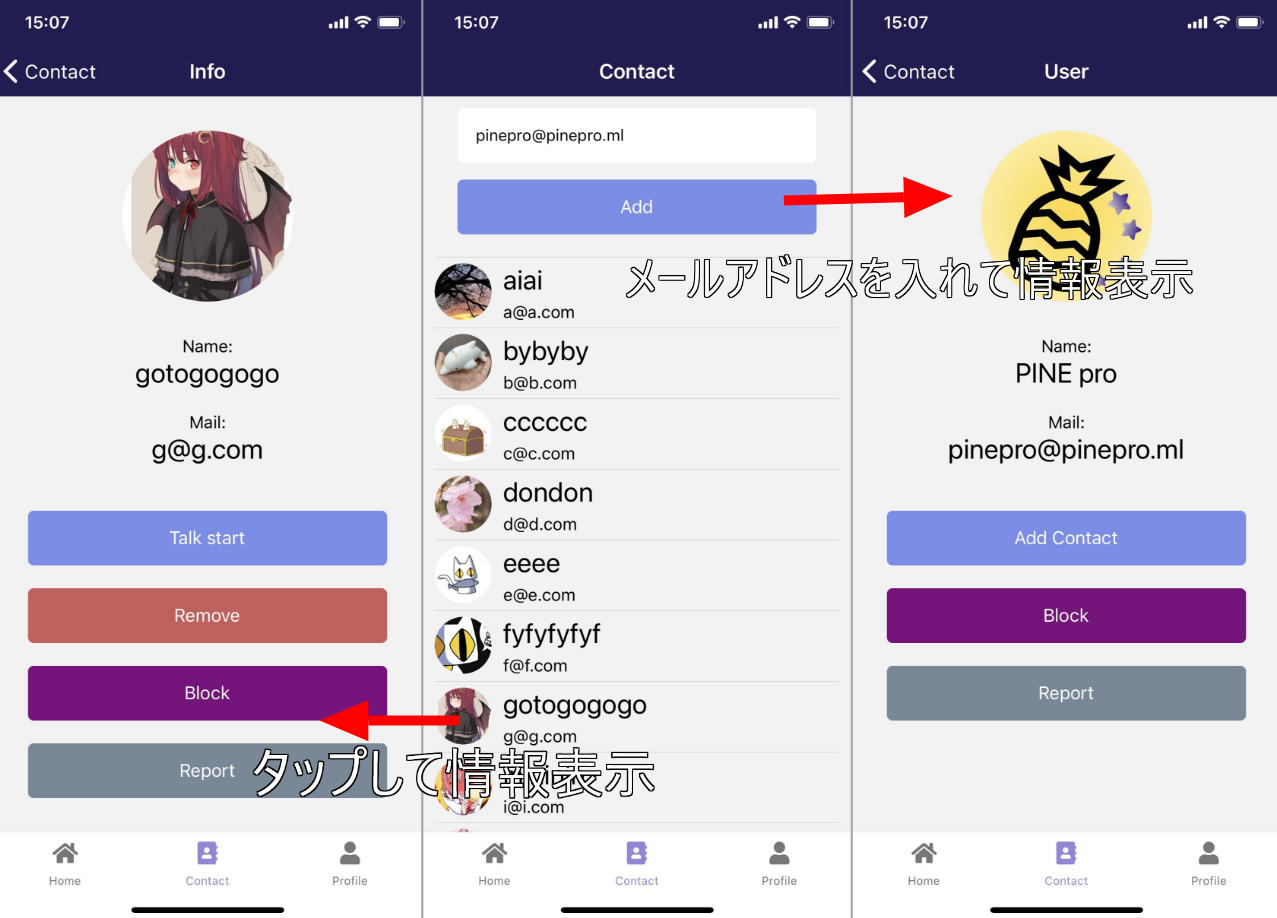 15:07
Contact
Info
Name:
gotogogogo
Mail:
g@g.com
Talk start
Remove
Block
Report
タップして情報表示
Home
Contact
Profile
15:07
Contact
pinepro@pinepro.ml
Add
メールアドレスを入れて情報表示
aiai
a@a.com
bybyby
b@b.com
cccccc
c@c.com
dondon
d@d.com
eeee
e@e.com
fyfyfyfyf
f@f.com
gotogogogo
g@g.com
i@i.com
Home
Contact
Profile
15:07
Contact
User
Name:
PINE pro
Mail:
pinepro@pinepro.ml
Add Contact
Block
Report
Home
Contact
Profile